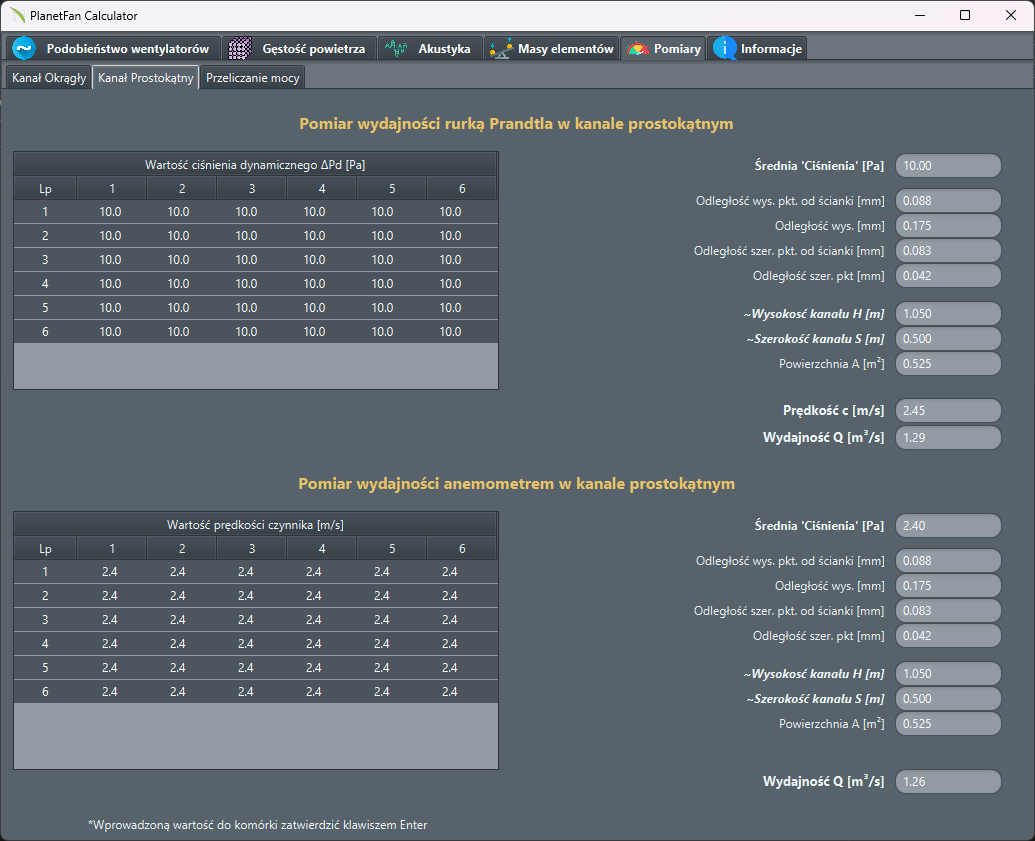 PlanetFan Calculator
Podobieństwo wentylatorów Gęstość powietrza Akustyka Masy elementów Pomiary Informacje
Kanał Okrągły Kanał Prostokątny Przeliczanie mocy
Pomiar wydajności rurką Prandtla w kanale prostokątnym
Wartość ciśnienia dynamicznego ΔPd [Pa]
Lp 1 2 3 4 5 6
1 10.0 10.0 10.0 10.0 10.0 10.0
2 10.0 10.0 10.0 10.0 10.0 10.0
3 10.0 10.0 10.0 10.0 10.0 10.0
4 10.0 10.0 10.0 10.0 10.0 10.0
5 10.0 10.0 10.0 10.0 10.0 10.0
6 10.0 10.0 10.0 10.0 10.0 10.0
Średnia 'Ciśnienia' [Pa] 10.00
Odległość wys. pkt. od ścianki [mm] 0.088
Odległość wys. [mm] 0.175
Odległość szer. pkt. od ścianki [mm] 0.083
Odległość szer. pkt [mm] 0.042
~Wysokosć kanału H [m] 1.050
~Szerokość kanału S [m] 0.500
Powierzchnia A [m²] 0.525
Prędkość c [m/s] 2.45
Wydajność Q [m³/s] 1.29
Pomiar wydajności anemometrem w kanale prostokątnym
Wartość prędkości czynnika [m/s]
Lp 1 2 3 4 5 6
1 2.4 2.4 2.4 2.4 2.4 2.4
2 2.4 2.4 2.4 2.4 2.4 2.4
3 2.4 2.4 2.4 2.4 2.4 2.4
4 2.4 2.4 2.4 2.4 2.4 2.4
5 2.4 2.4 2.4 2.4 2.4 2.4
6 2.4 2.4 2.4 2.4 2.4 2.4
Średnia 'Ciśnienia' [Pa] 2.40
Odległość wys. pkt. od ścianki [mm] 0.088
Odległość wys. [mm] 0.175
Odległość szer. pkt. od ścianki [mm] 0.083
Odległość szer. pkt [mm] 0.042
~Wysokosć kanału H [m] 1.050
~Szerokość kanału S [m] 0.500
Powierzchnia A [m²] 0.525
Wydajność Q [m³/s] 1.26
*Wprowadzoną wartość do komórki zatwierdzić klawiszem Enter